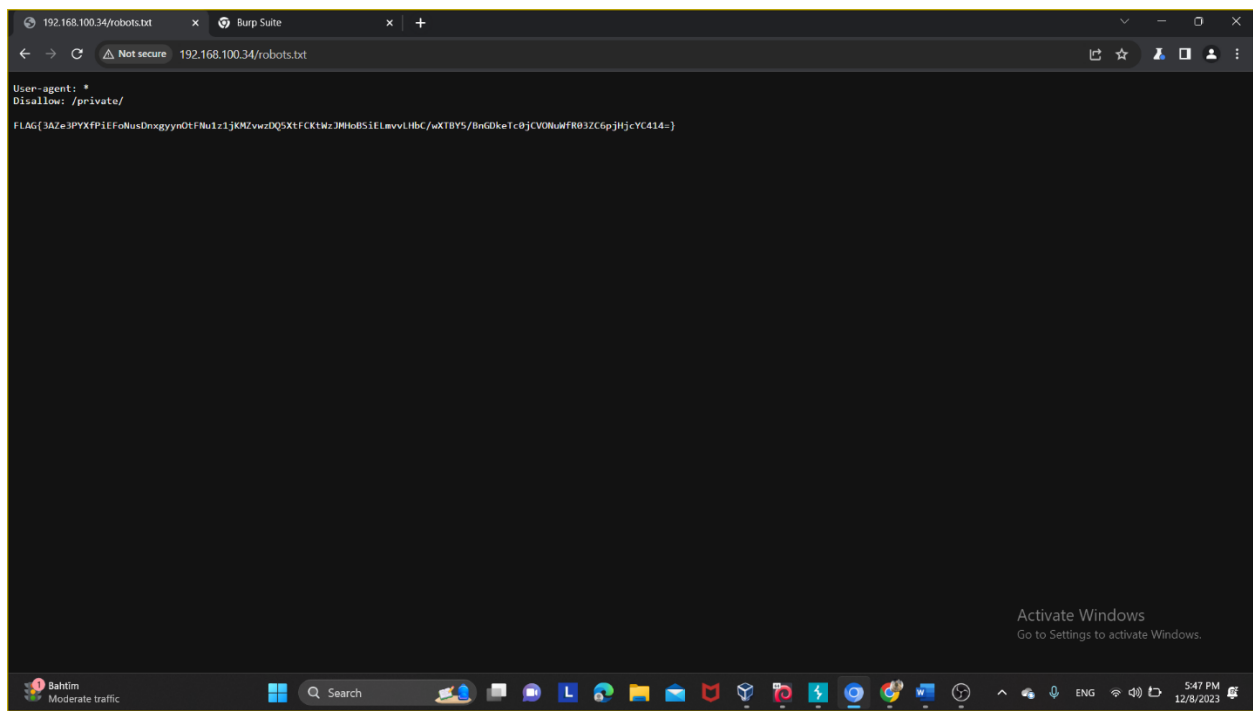 192.168.100.34/robots.txt
Burp Suite
Not secure 192.168.100.34/robots.txt
User-agent: *
Disallow: /private/
FLAG{3AZe3PYXfPiEFoNusDnxgyynOtFNu1z1jKMZvwzDQ5XtFCKtWzJMHoBSiELmvvLHbC/wXTBY5/BnGDkeTc0jCVONuWfR03ZC6pjHjcYC414=}
Activate Windows
Go to Settings to activate Windows.
1
Bahtīm
Moderate traffic
Search
L
W
ENG
5:47 PM
12/8/2023